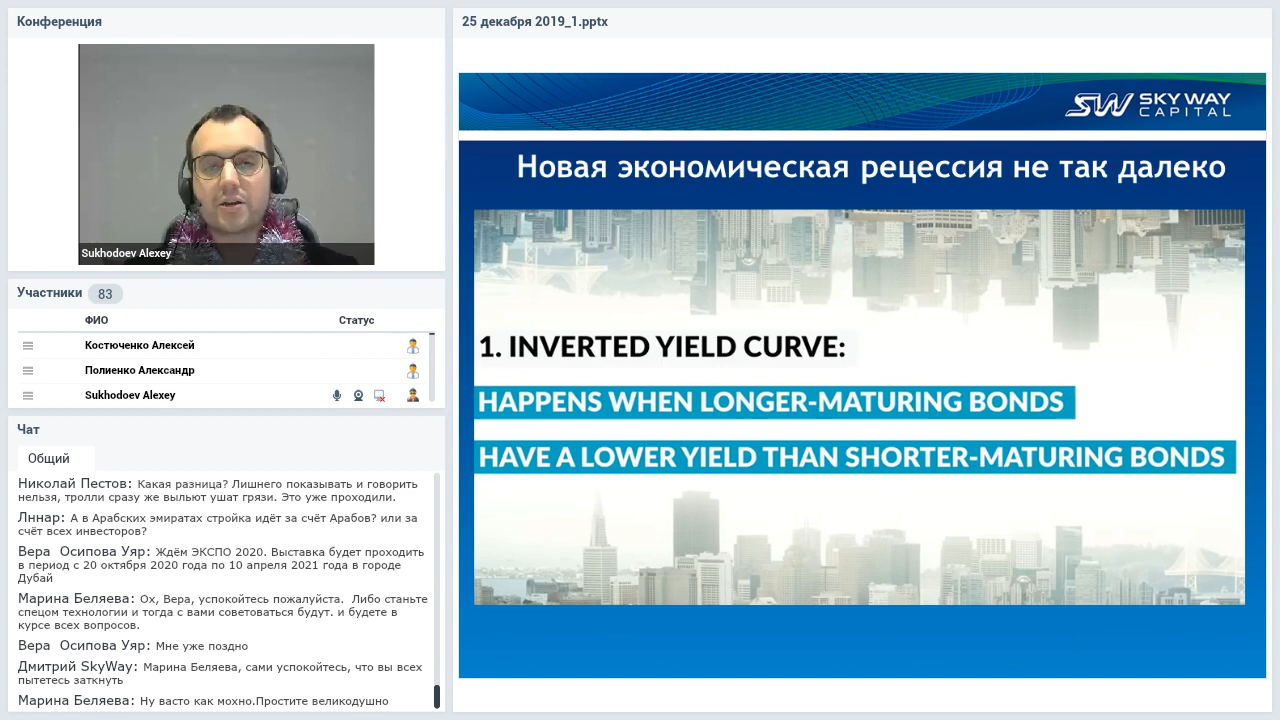 Конференция
Sukhodoev Alexey
Участники 83
ФИО Статус
Костюченко Алексей
Полиенко Александр
Sukhodoev Alexey
Чат
Общий
Николай Пестов: Какая разница? Лишнего показывать и говорить
нельзя, тролли сразу же выльют ушат грязи. Это уже проходили.
Лннар: А в Арабских эмиратах стройка идёт за счёт Арабов? или за
счёт всех инвесторов?
Вера Осипова Уяр: Ждём ЭКСПО 2020. Выставка будет проходить
в период с 20 октября 2020 года по 10 апреля 2021 года в городе
Дубай
Марина Беляева: Ох, Вера, успокойтесь пожалуйста. Либо станьте
спецом технологии и тогда с вами советоваться будут. и будете в
курсе всех вопросов.
Вера Осипова Уяр: Мне уже поздно
Дмитрий SkyWay: Марина Беляева, сами успокойтесь, что вы всех
пытетесь заткнуть
Марина Беляева: Ну васто как мохно.Простите великодушно
25 декабря 2019_1.pptx
SW SKY WAY
CAPITAL
Новая экономическая рецессия не так далеко
1. INVERTED YIELD CURVE:
HAPPENS WHEN LONGER-MATURING BONDS
HAVE A LOWER YIELD THAN SHORTER-MATURING BONDS